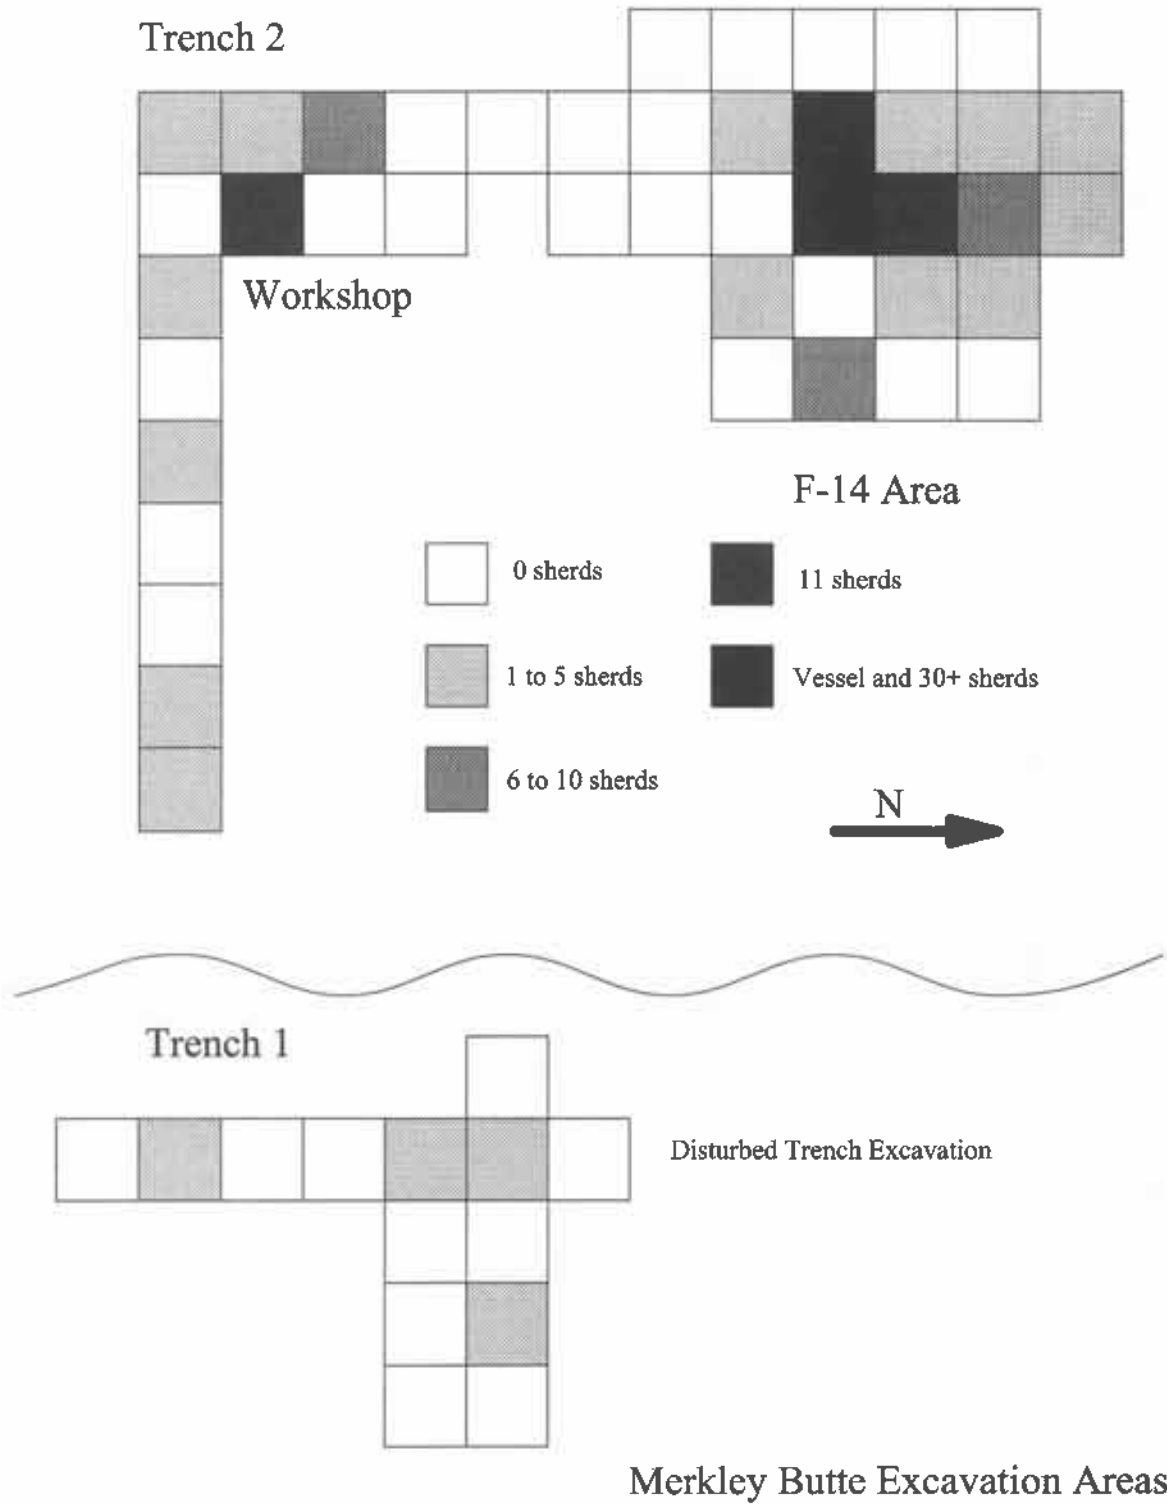 Trench 2
Workshop
F-14 Area
0 sherds
11 sherds
1 to 5 sherds
Vessel and 30+ sherds
6 to 10 sherds
N
Trench 1
Disturbed Trench Excavation
Merkley Butte Excavation Areas